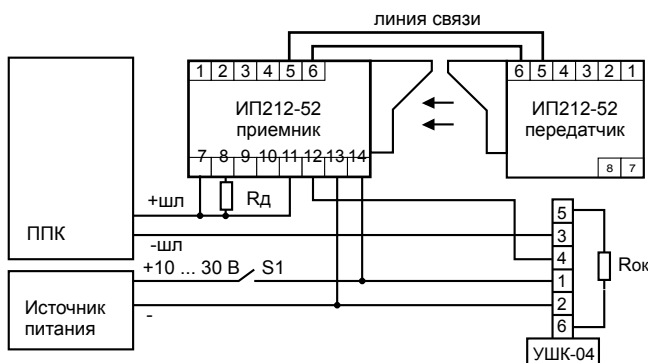 линия связи
1 2 3 4 5 6
ИП212-52
приемник
7 8 9 10 11 12 13 14
6 5 4 3 2 1
ИП212-52
передатчик
8 7
+шл
Rд
ППК
-шл
+10 ... 30 В S1
Источник
питания
-
5
3
4
1
2
6
Rок
УШК-04